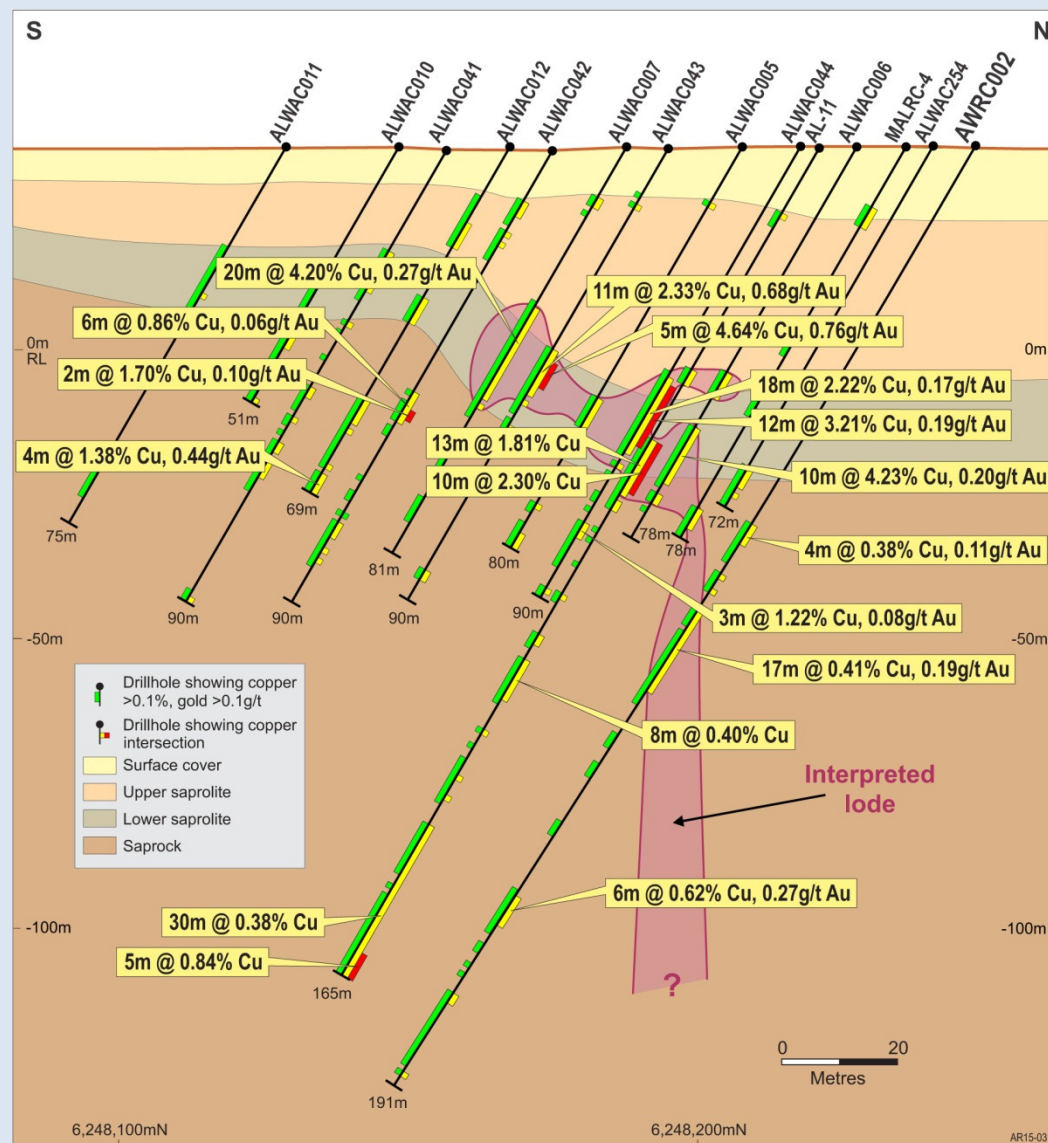 S
N
ALWAC011
ALWAC010
ALWAC041
ALWAC012
ALWAC042
ALWAC007
ALWAC043
ALWAC005
ALWAC044
AL-11
ALWAC006
MALRC-4
ALWAC254
AWRC002
20m @ 4.20% Cu, 0.27g/t Au
11m @ 2.33% Cu, 0.68g/t Au
6m @ 0.86% Cu, 0.06g/t Au
5m @ 4.64% Cu, 0.76g/t Au
0m
RL
0m
2m @ 1.70% Cu, 0.10g/t Au
18m @ 2.22% Cu, 0.17g/t Au
51m
12m @ 3.21% Cu, 0.19g/t Au
13m @ 1.81% Cu
4m @ 1.38% Cu, 0.44g/t Au
10m @ 2.30% Cu
10m @ 4.23% Cu, 0.20g/t Au
69m
72m
75m
78m
78m
4m @ 0.38% Cu, 0.11g/t Au
81m
80m
90m
90m
90m
90m
3m @ 1.22% Cu, 0.08g/t Au
-50m
-50m
17m @ 0.41% Cu, 0.19g/t Au
Drillhole showing copper
>0.1%, gold >0.1g/t
Drillhole showing copper
intersection
Surface cover
Upper saprolite
Lower saprolite
Saprock
8m @ 0.40% Cu
Interpreted
lode
6m @ 0.62% Cu, 0.27g/t Au
30m @ 0.38% Cu
-100m
-100m
5m @ 0.84% Cu
165m
?
0
20
Metres
191m
6,248,100mN
6,248,200mN
AR15-03